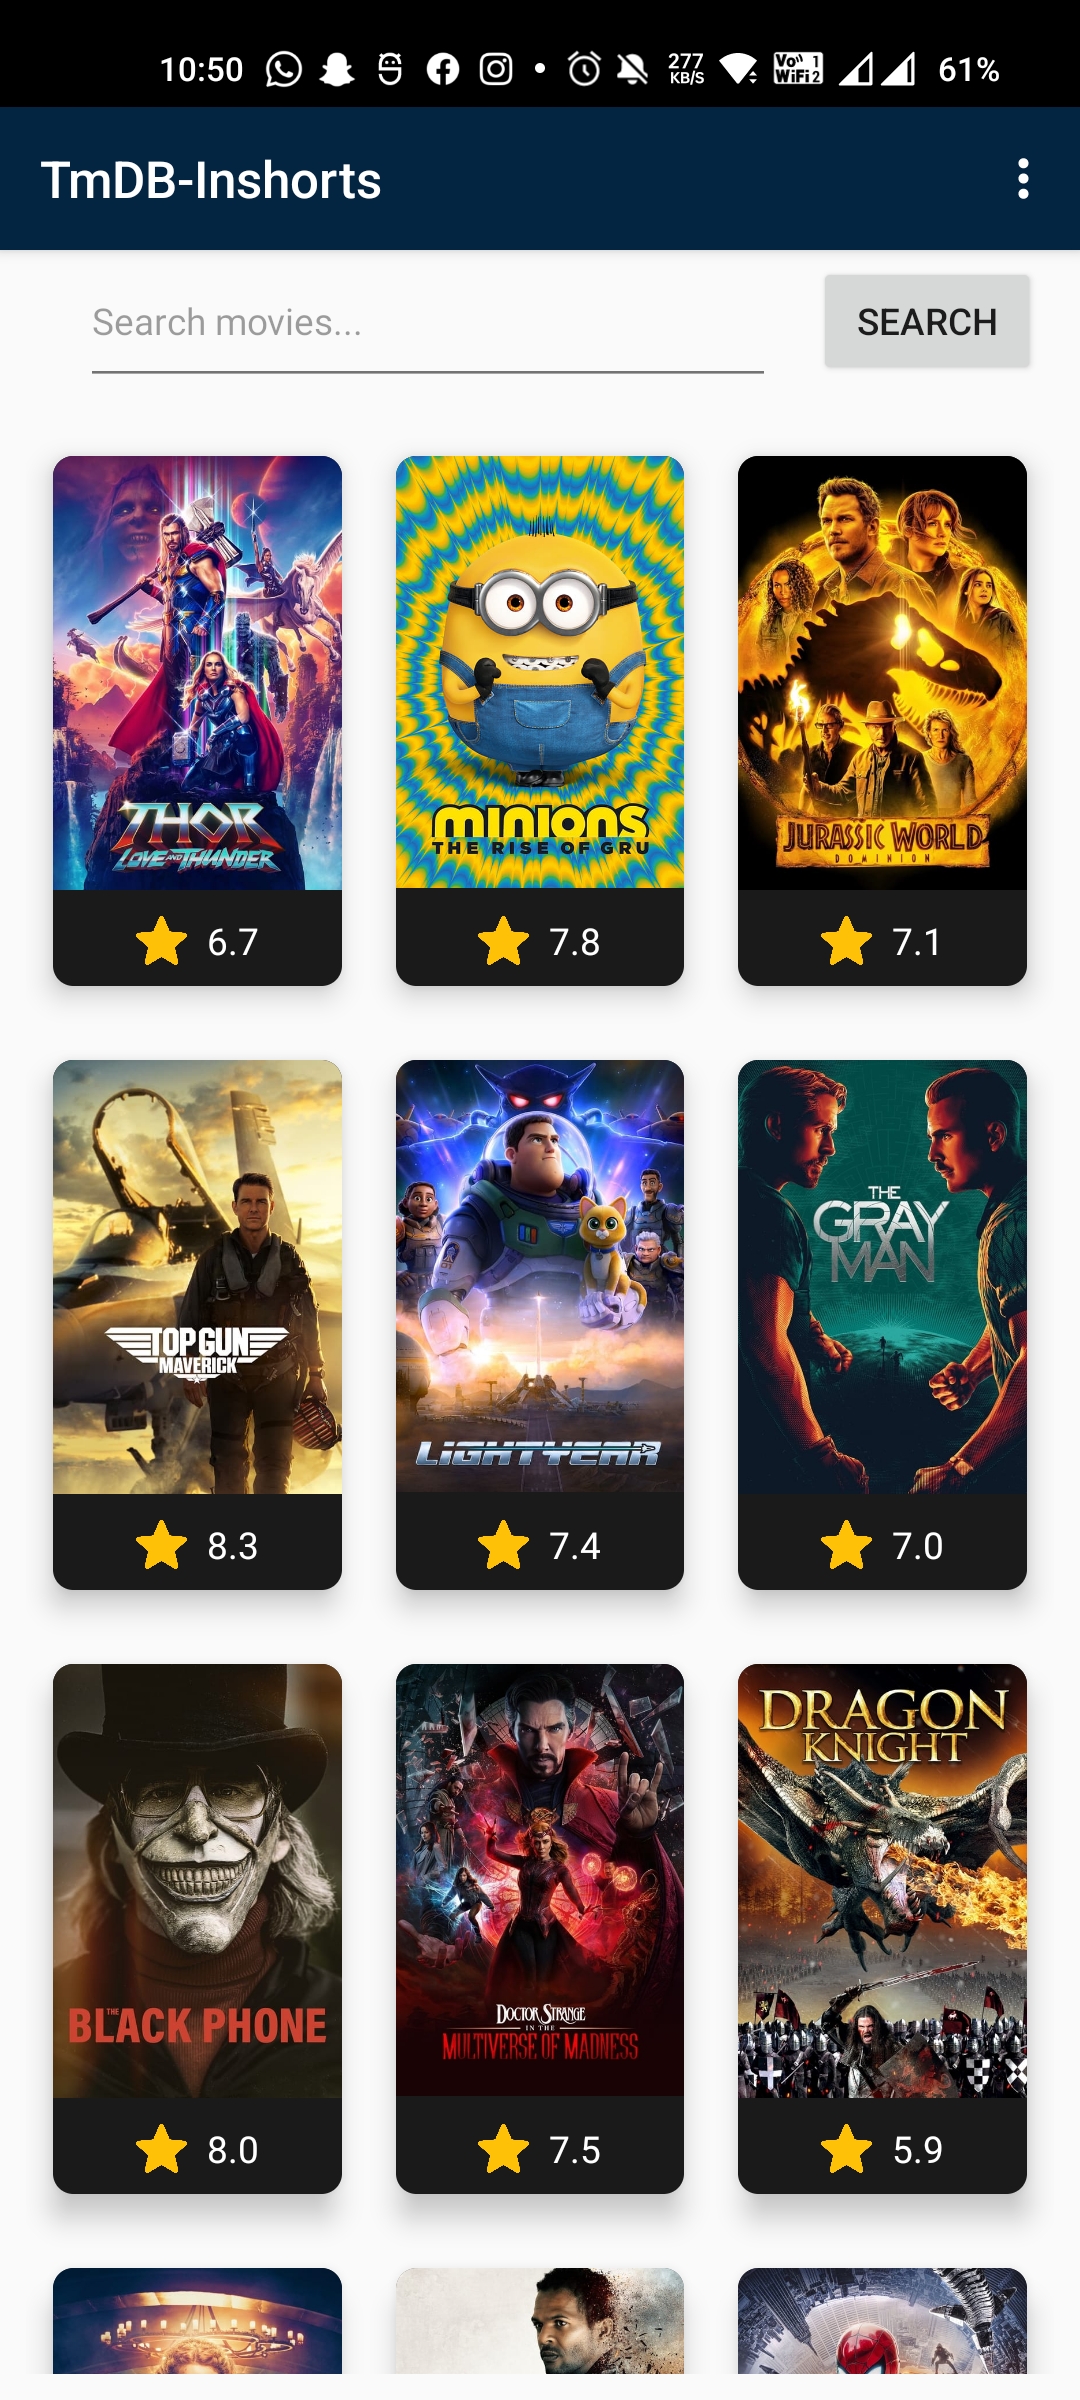 10:50 277 KB/S Vo 1 WiFi 2 61%
TmDB-Inshorts
Search movies...
SEARCH
THOR
LOVE AND THUNDER
6.7
minions
THE RISE OF GRU
7.8
JURASSIC WORLD
DOMINION
7.1
TOP GUN
MAVERICK
8.3
LIGHTYEAR
7.4
THE
GRAY
MAN
7.0
THE
BLACK PHONE
8.0
DOCTOR STRANGE
IN THE
MULTIVERSE OF MADNESS
7.5
DRAGON
KNIGHT
5.9